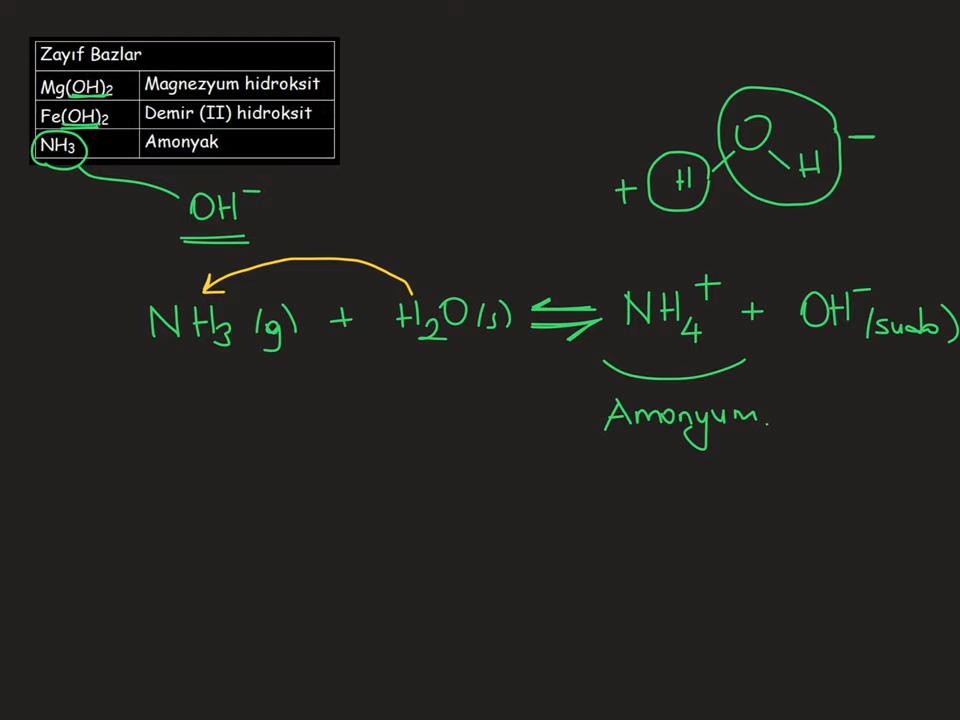 Zayıf Bazlar
Mg(OH)₂ Magnezyum hidroksit
Fe(OH)₂ Demir (II) hidroksit
NH₃ Amonyak
O
+ H H −
OH⁻
NH₃ (g) + H₂O(s) ⇌ NH₄⁺ + OH⁻(suda)
Amonyum.